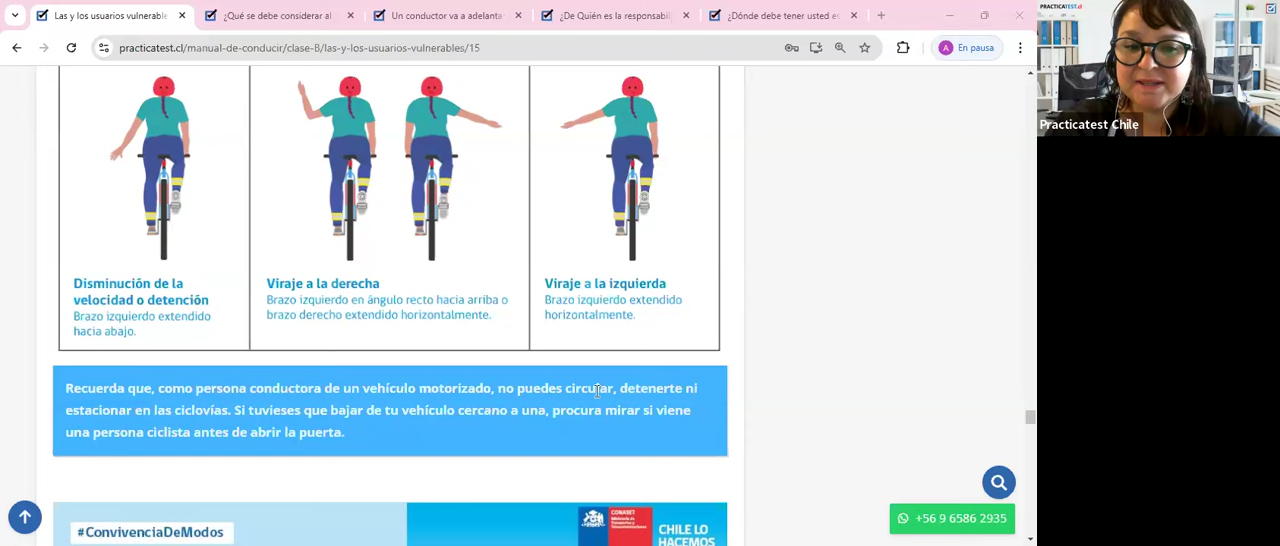 Las y los usuarios vulnerable
¿Qué se debe considerar al
Un conductor va a adelanta
¿De Quién es la responsabil
¿Dónde debe tener usted e
practicatest.cl/manual-de-conducir/clase-B/las-y-los-usuarios-vulnerables/15
A
En pausa
PRACTICATEST.cl
Practicatest Chile
Disminución de la
velocidad o detención
Brazo izquierdo extendido
hacia abajo.
Viraje a la derecha
Brazo izquierdo en ángulo recto hacia arriba o
brazo derecho extendido horizontalmente.
Viraje a la izquierda
Brazo izquierdo extendido
horizontalmente.
Recuerda que, como persona conductora de un vehículo motorizado, no puedes circular, detenerte ni
estacionar en las ciclovías. Si tuvieses que bajar de tu vehículo cercano a una, procura mirar si viene
una persona ciclista antes de abrir la puerta.
+56 9 6586 2935
#ConvivenciaDeModos
CONASET
CHILE LO
HACEMOS